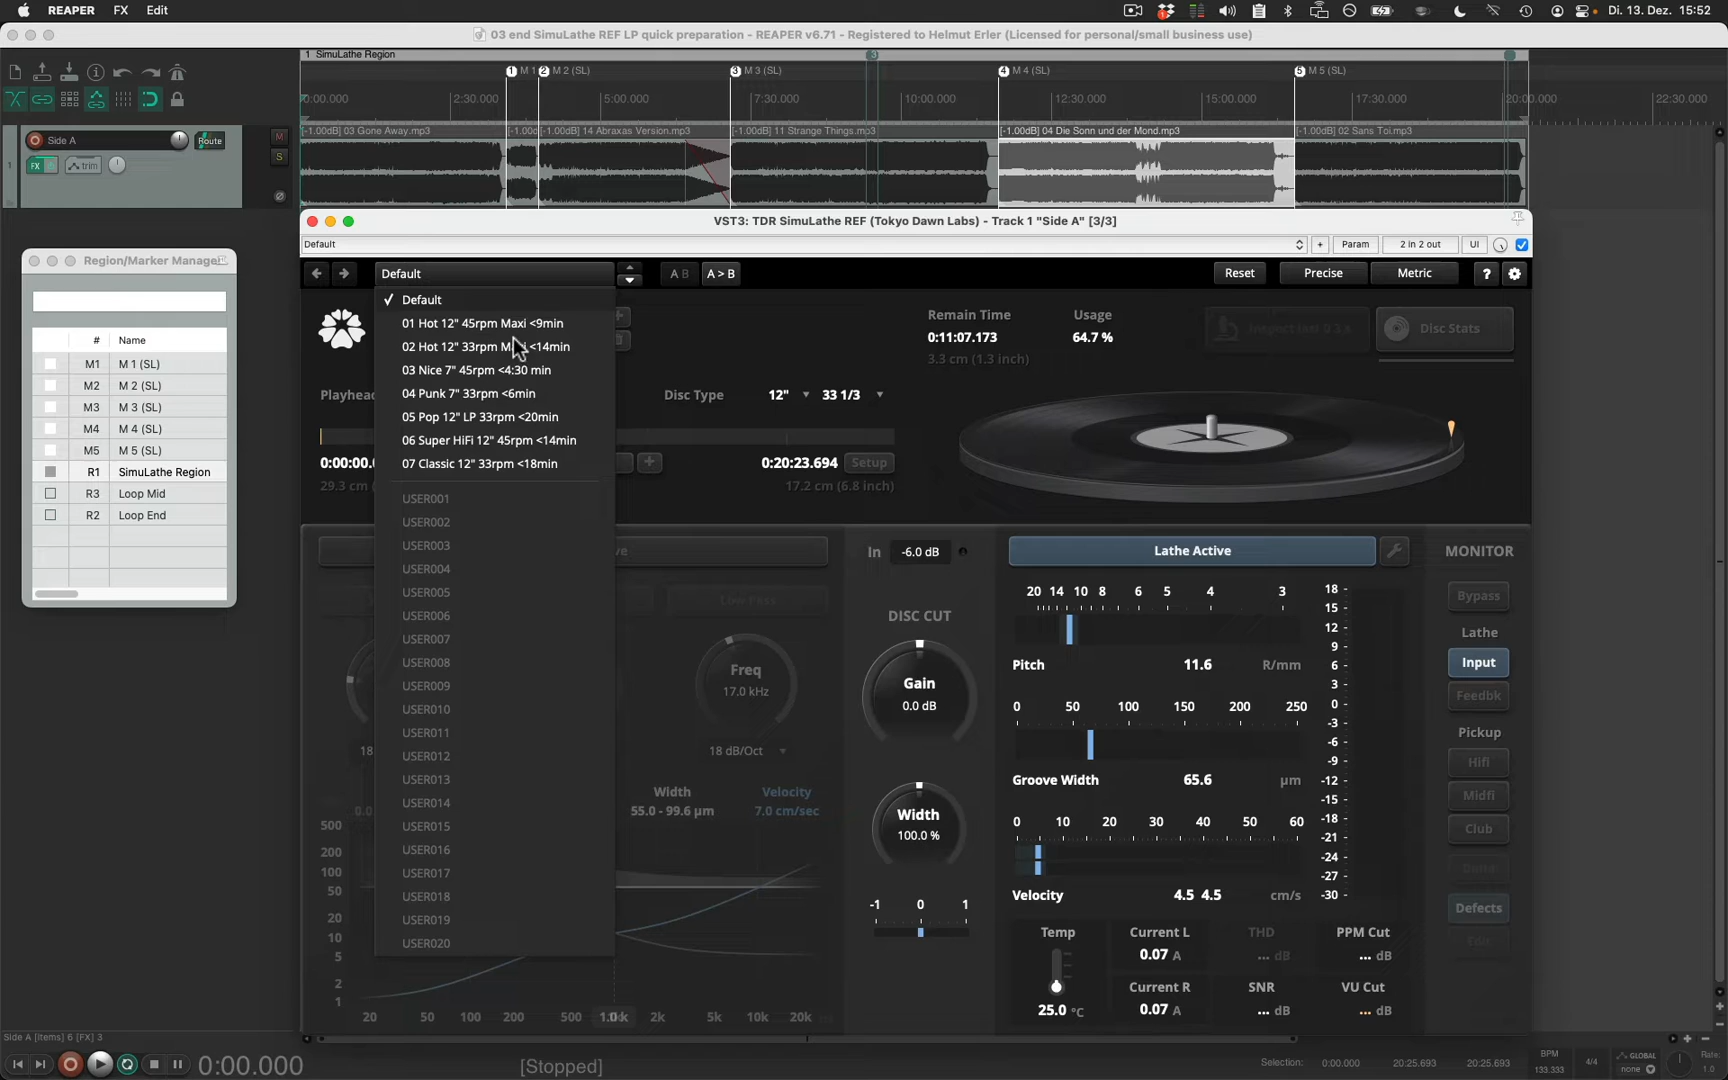 REAPER FX Edit
Di. 13. Dez. 15:52
03 end SimuLathe REF LP quick preparation - REAPER v6.71 - Registered to Helmut Erler (Licensed for personal/small business use)
1 SimuLathe Region
3
1 M 1
2 M 2 (SL)
3 M 3 (SL)
4 M 4 (SL)
5 M 5 (SL)
0:00.000 2:30.000 5:00.000 7:30.000 10:00.000 12:30.000 15:00.000 17:30.000 20:00.000 22:30.000
[-1.00dB] 03 Gone Away.mp3
[-1.00d
[-1.00dB] 14 Abraxas Version.mp3
[-1.00dB] 11 Strange Things.mp3
[-1.00dB] 04 Die Sonn und der Mond.mp3
[-1.00dB] 02 Sans Toi.mp3
1
Side A
Route
M
S
FX
trim
VST3: TDR SimuLathe REF (Tokyo Dawn Labs) - Track 1 "Side A" [3/3]
Default + Param 2 in 2 out UI
Region/Marker Manage
# Name
M1 M 1 (SL)
M2 M 2 (SL)
M3 M 3 (SL)
M4 M 4 (SL)
M5 M 5 (SL)
R1 SimuLathe Region
R3 Loop Mid
R2 Loop End
Default
A B
A > B
Reset
Precise
Metric
?
Default
01 Hot 12" 45rpm Maxi <9min
02 Hot 12" 33rpm M <14min
03 Nice 7" 45rpm <4:30 min
04 Punk 7" 33rpm <6min
05 Pop 12" LP 33rpm <20min
06 Super HiFi 12" 45rpm <14min
07 Classic 12" 33rpm <18min
USER001
USER002
USER003
USER004
USER005
USER006
USER007
USER008
USER009
USER010
USER011
USER012
USER013
USER014
USER015
USER016
USER017
USER018
USER019
USER020
Remain Time
0:11:07.173
3.3 cm (1.3 inch)
Usage
64.7 %
Disc Stats
Playhea
Disc Type 12" 33 1/3
0:00:00.
29.3 cm
0:20:23.694 Setup
17.2 cm (6.8 inch)
In -6.0 dB
Lathe Active
MONITOR
Low Pass
Freq
17.0 kHz
18 dB/Oct
Width
55.0 - 99.6 µm
Velocity
7.0 cm/sec
500
200
100
50
20
10
5
2
1
20 50 100 200 500 1.0k 2k 5k 10k 20k
DISC CUT
Gain
0.0 dB
Width
100.0 %
-1 0 1
20 14 10 8 6 5 4 3
Pitch 11.6 R/mm
0 50 100 150 200 250
Groove Width 65.6 µm
0 10 20 30 40 50 60
Velocity 4.5 4.5 cm/s
Temp
25.0 °C
Current L
0.07 A
Current R
0.07 A
THD
... dB
SNR
... dB
PPM Cut
... dB
VU Cut
... dB
18
15
12
9
6
3
0
-3
-6
-9
-12
-15
-18
-21
-24
-27
-30
Bypass
Lathe
Input
Feedbk
Pickup
Hifi
Midfi
Club
Defects
Side A [items] 6 [FX] 3
0:00.000
[Stopped]
Selection: 0:00.000 20:25.693 20:25.693
BPM
133.333
4/4
GLOBAL
none
Rate:
1.0